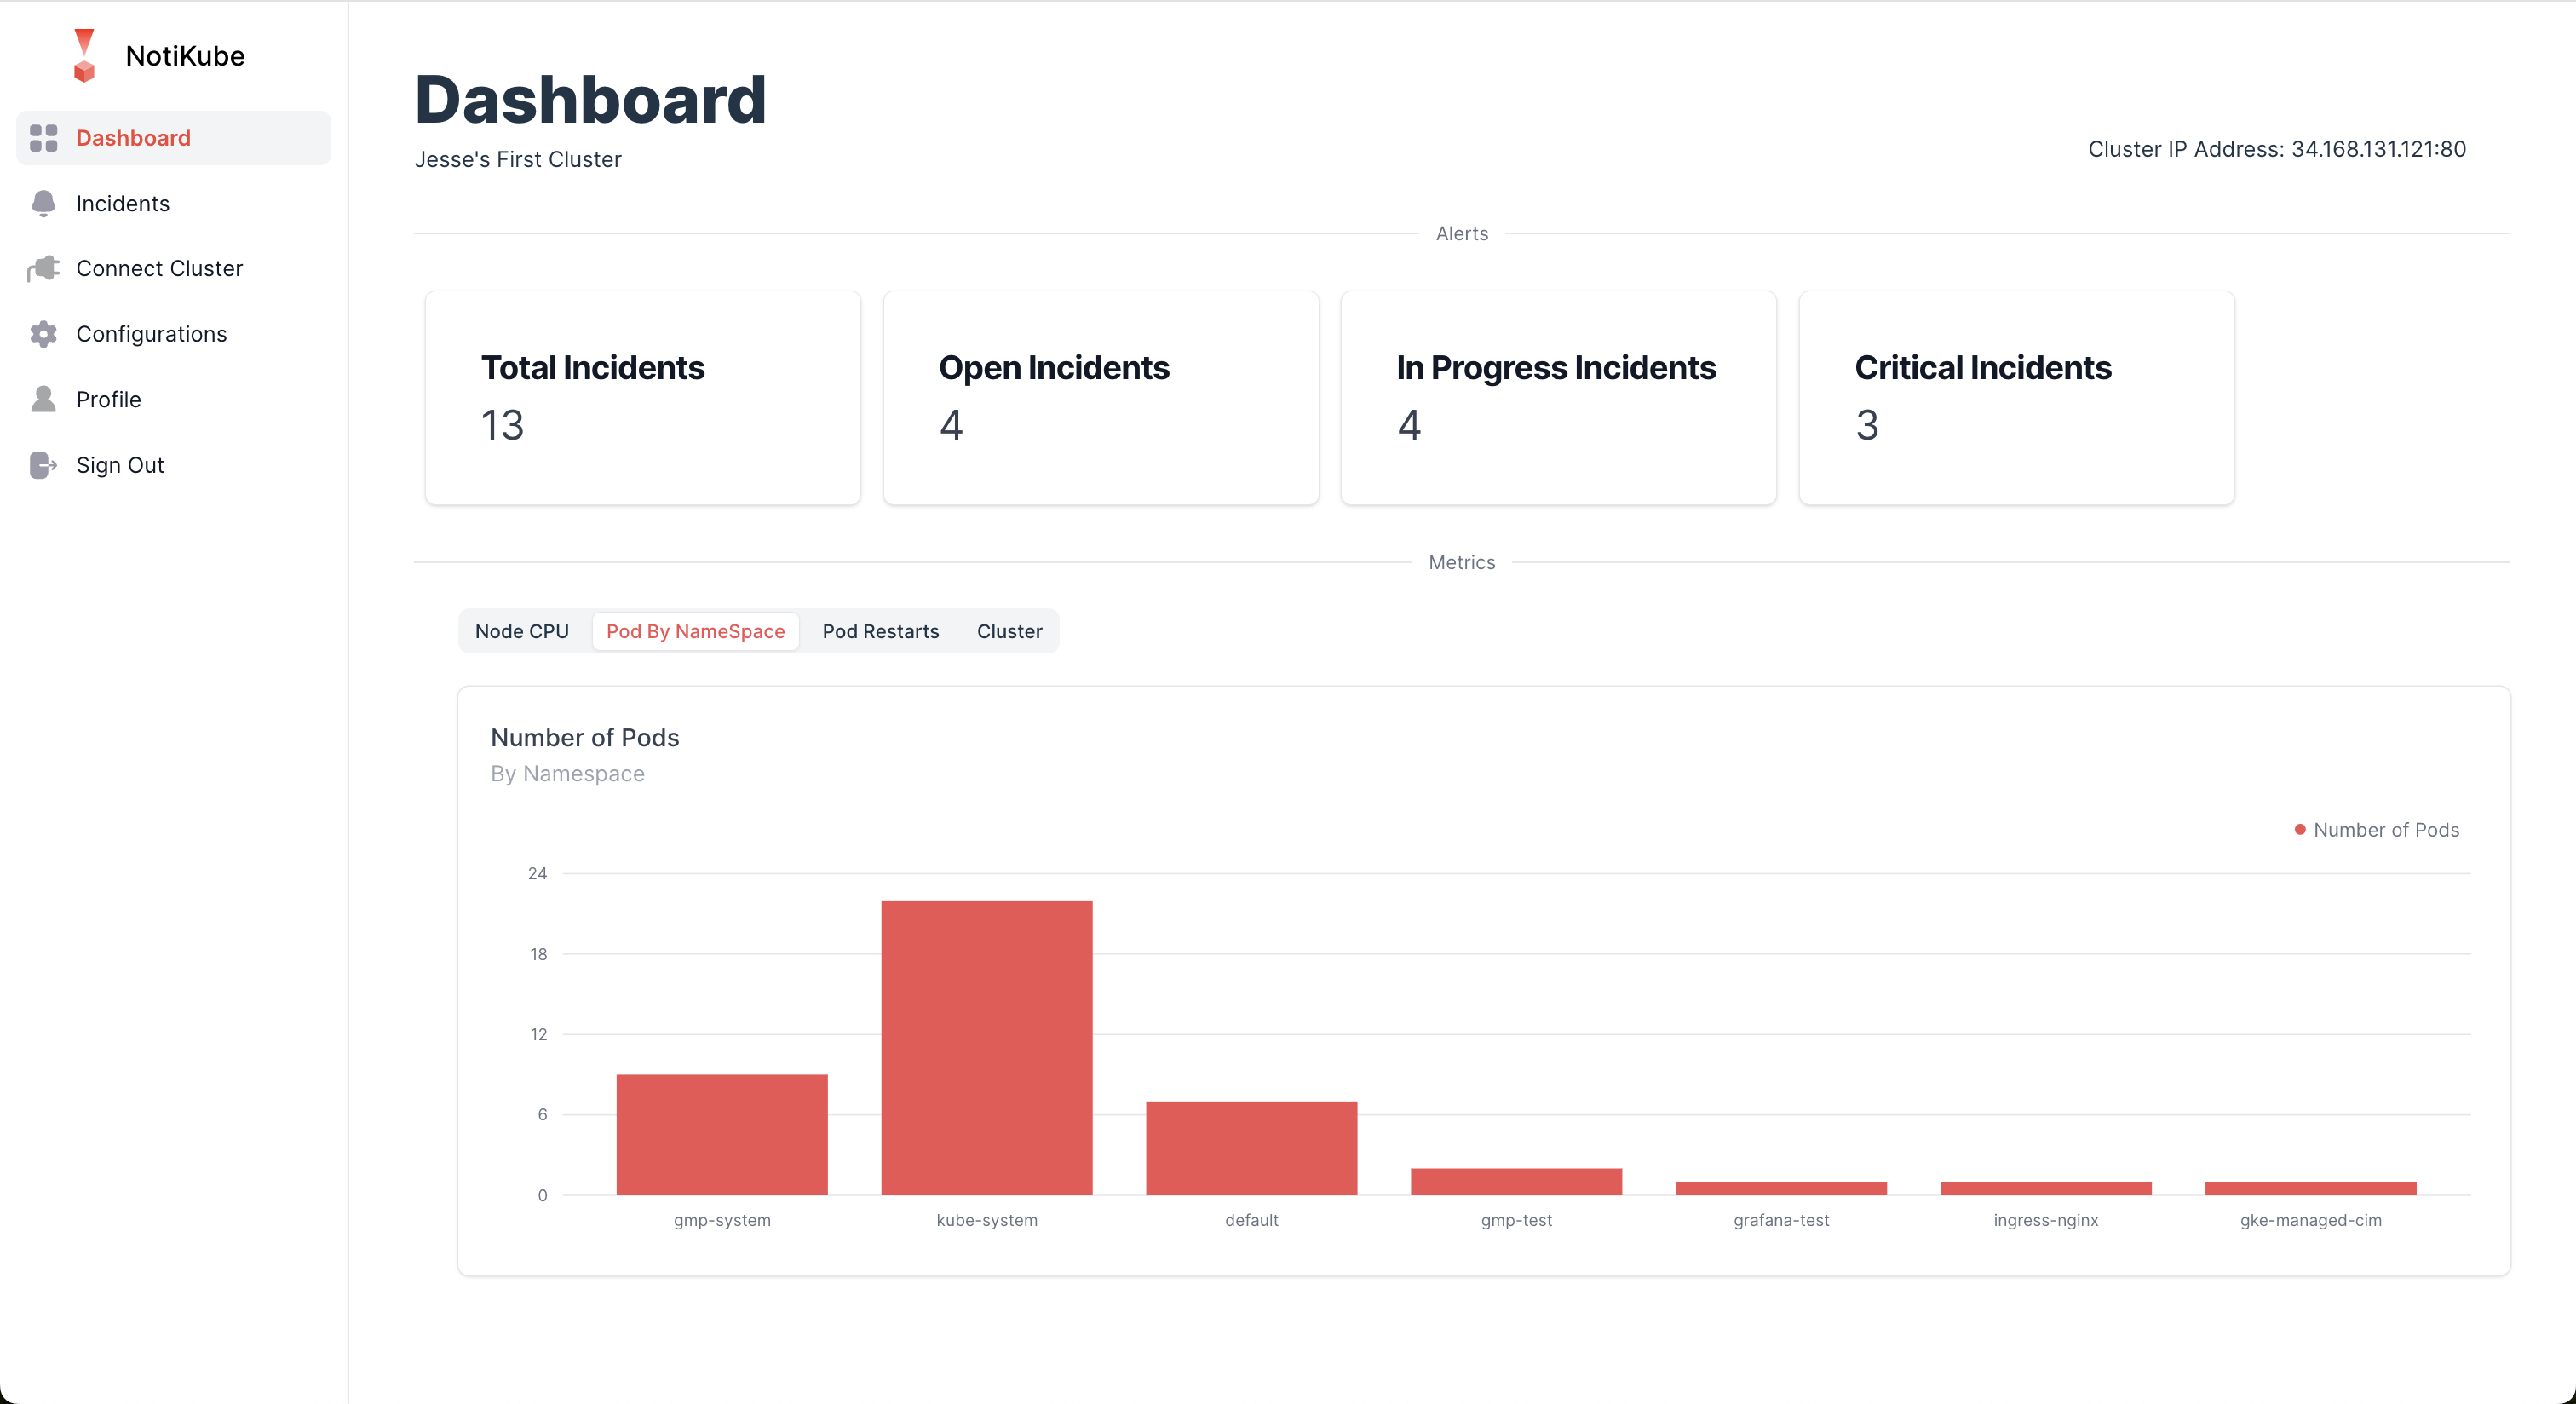 NotiKube
Dashboard
Incidents
Connect Cluster
Configurations
Profile
Sign Out
Dashboard
Jesse's First Cluster
Cluster IP Address: 34.168.131.121:80
Alerts
Total Incidents
13
Open Incidents
4
In Progress Incidents
4
Critical Incidents
3
Metrics
Node CPU
Pod By NameSpace
Pod Restarts
Cluster
Number of Pods
By Namespace
Number of Pods
24
18
12
6
0
gmp-system
kube-system
default
gmp-test
grafana-test
ingress-nginx
gke-managed-cim